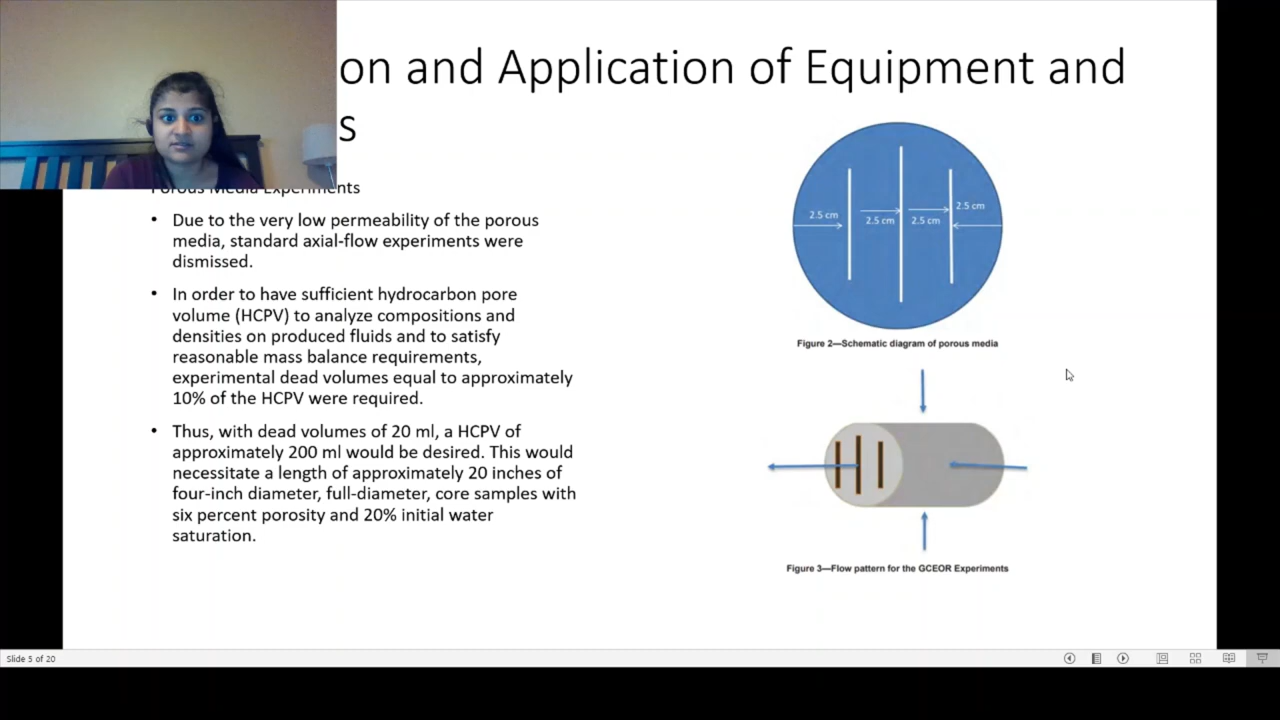 on and Application of Equipment and
s
Porous Media Experiments
• Due to the very low permeability of the porous
media, standard axial-flow experiments were
dismissed.
• In order to have sufficient hydrocarbon pore
volume (HCPV) to analyze compositions and
densities on produced fluids and to satisfy
reasonable mass balance requirements,
experimental dead volumes equal to approximately
10% of the HCPV were required.
• Thus, with dead volumes of 20 ml, a HCPV of
approximately 200 ml would be desired. This would
necessitate a length of approximately 20 inches of
four-inch diameter, full-diameter, core samples with
six percent porosity and 20% initial water
saturation.
2.5 cm
2.5 cm
2.5 cm
2.5 cm
Figure 2—Schematic diagram of porous media
Figure 3—Flow pattern for the GCEOR Experiments
Slide 5 of 20